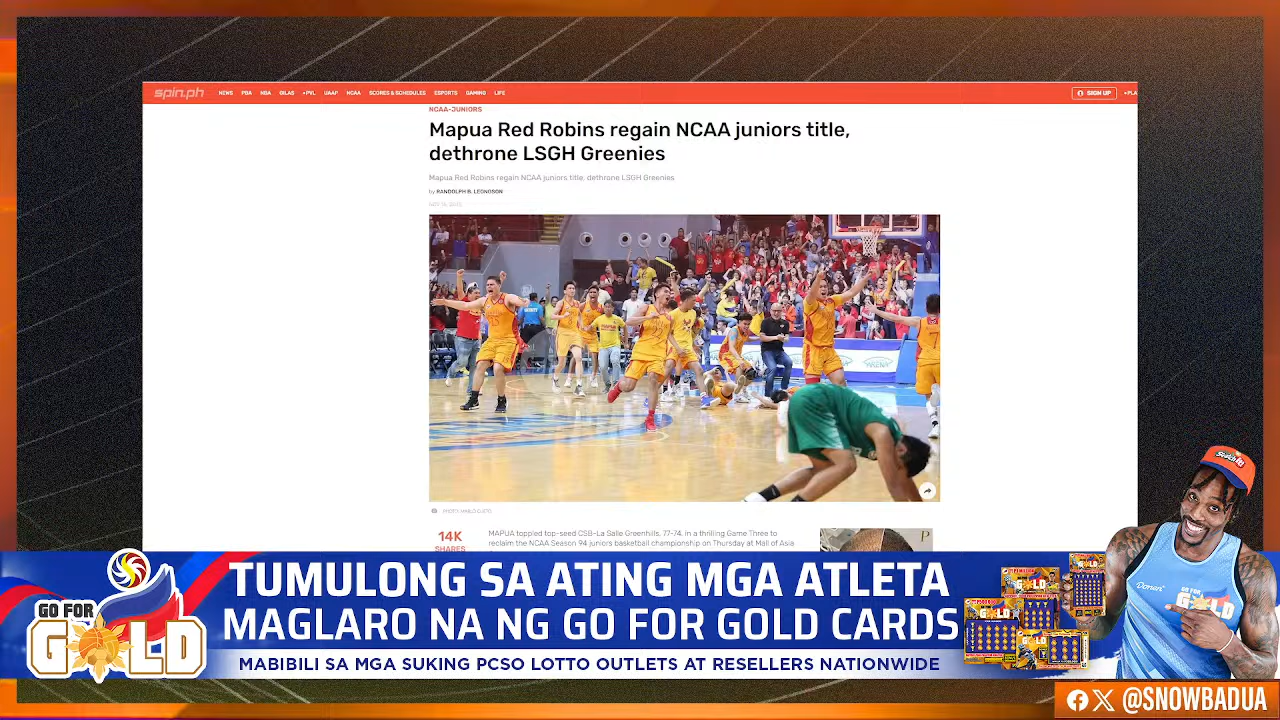 spin.ph NEWS PBA NBA GILAS +PVL UAAP NCAA SCORES & SCHEDULES ESPORTS GAMING LIFE SIGN UP +PLA
NCAA-JUNIORS
Mapua Red Robins regain NCAA juniors title,
dethrone LSGH Greenies
Mapua Red Robins regain NCAA juniors title, dethrone LSGH Greenies
by RANDOLPH B. LEONGSON
14K
SHARES
MAPUA toppled top-seed CSB-La Salle Greenhills, 77-74, in a thrilling Game Three to
reclaim the NCAA Season 94 juniors basketball championship on Thursday at Mall of Asia
GO FOR
GOLD
TUMULONG SA ATING MGA ATLETA
MAGLARO NA NG GO FOR GOLD CARDS
MABIBILI SA MGA SUKING PCSO LOTTO OUTLETS AT RESELLERS NATIONWIDE
@SNOWBADUA